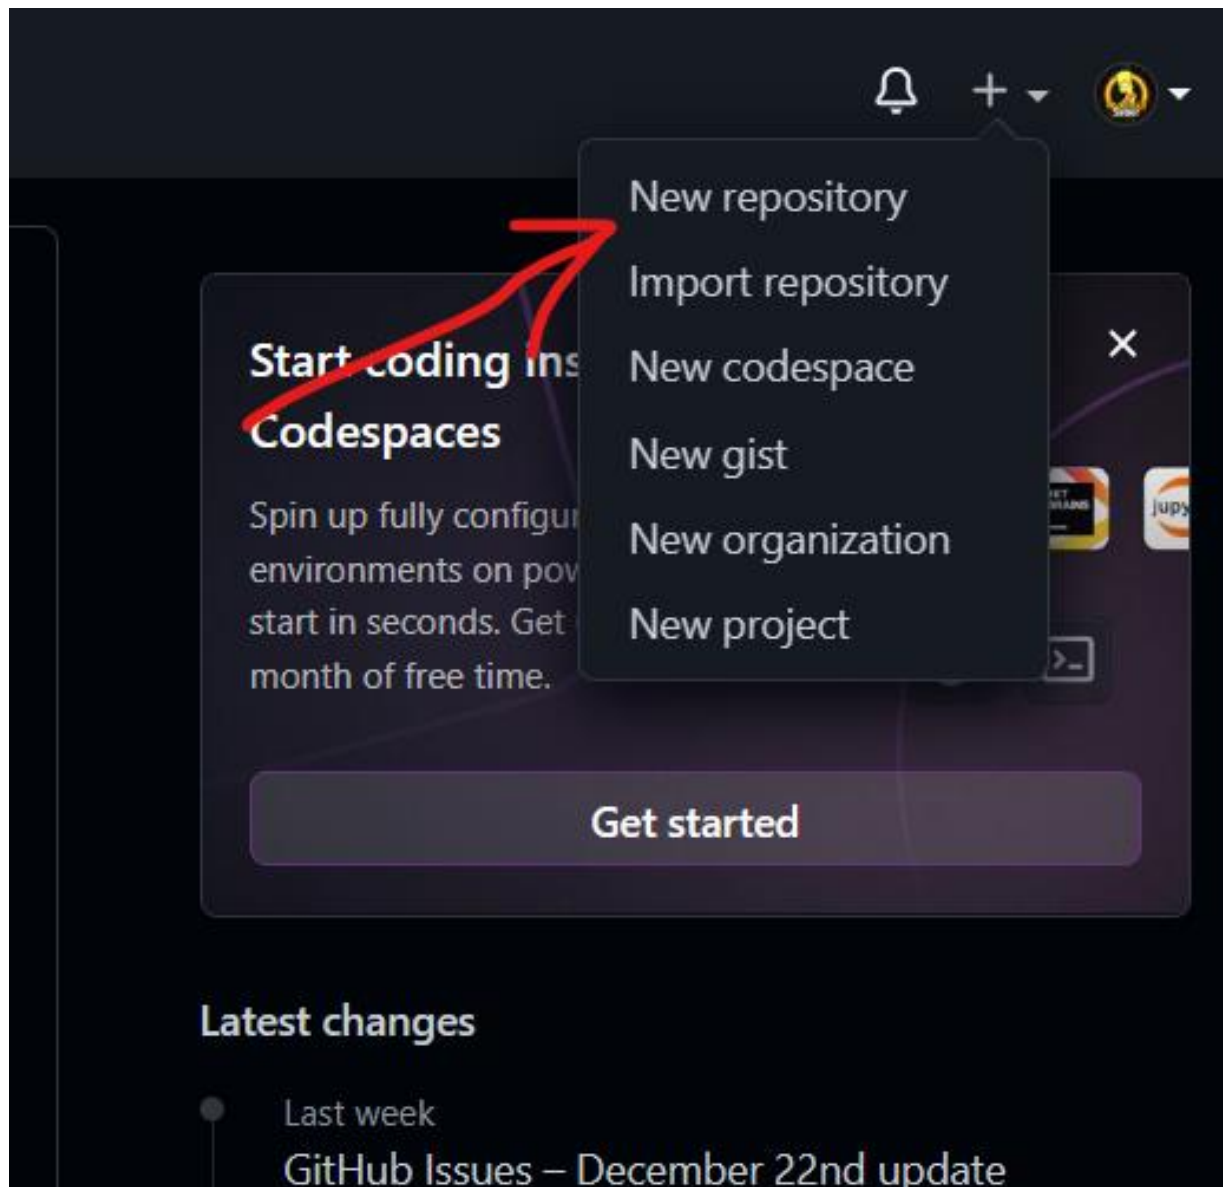 New repository
Import repository
New codespace
New gist
New organization
New project
Start coding ins
Codespaces
Spin up fully configur
environments on pow
start in seconds. Get
month of free time.
Get started
Latest changes
Last week
GitHub Issues – December 22nd update